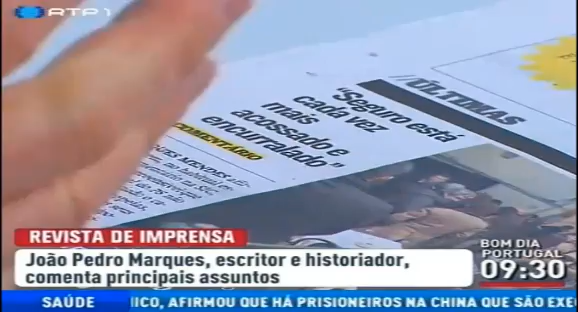 RTP 1
//ÚLTIMAS
"Seguro está
cada vez
mais
acossado e
encurralado"
COMENTÁRIO
MENDES
REVISTA DE IMPRENSA
João Pedro Marques, escritor e historiador,
comenta principais assuntos
BOM DIA
PORTUGAL
09:30
SAÚDE
ICO, AFIRMOU QUE HÁ PRISIONEIROS NA CHINA QUE SÃO EXE